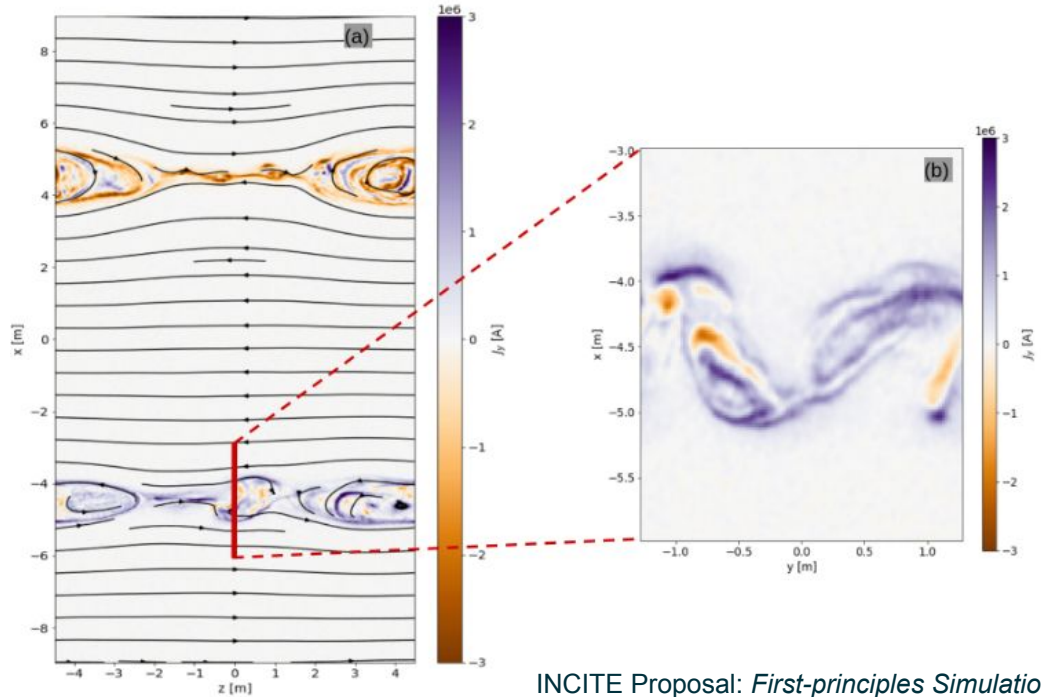 1e6
(a)
8
6
4
2
0
−2
−4
−6
−8
x [m]
−4 −3 −2 −1 0 1 2 3 4
z [m]
3
2
1
0
−1
−2
−3
J_y [A]
1e6
(b)
−3.0
−3.5
−4.0
−4.5
−5.0
−5.5
x [m]
−1.0 −0.5 0.0 0.5 1.0
y [m]
3
2
1
0
−1
−2
−3
J_y [A]
INCITE Proposal: First-principles Simulatio